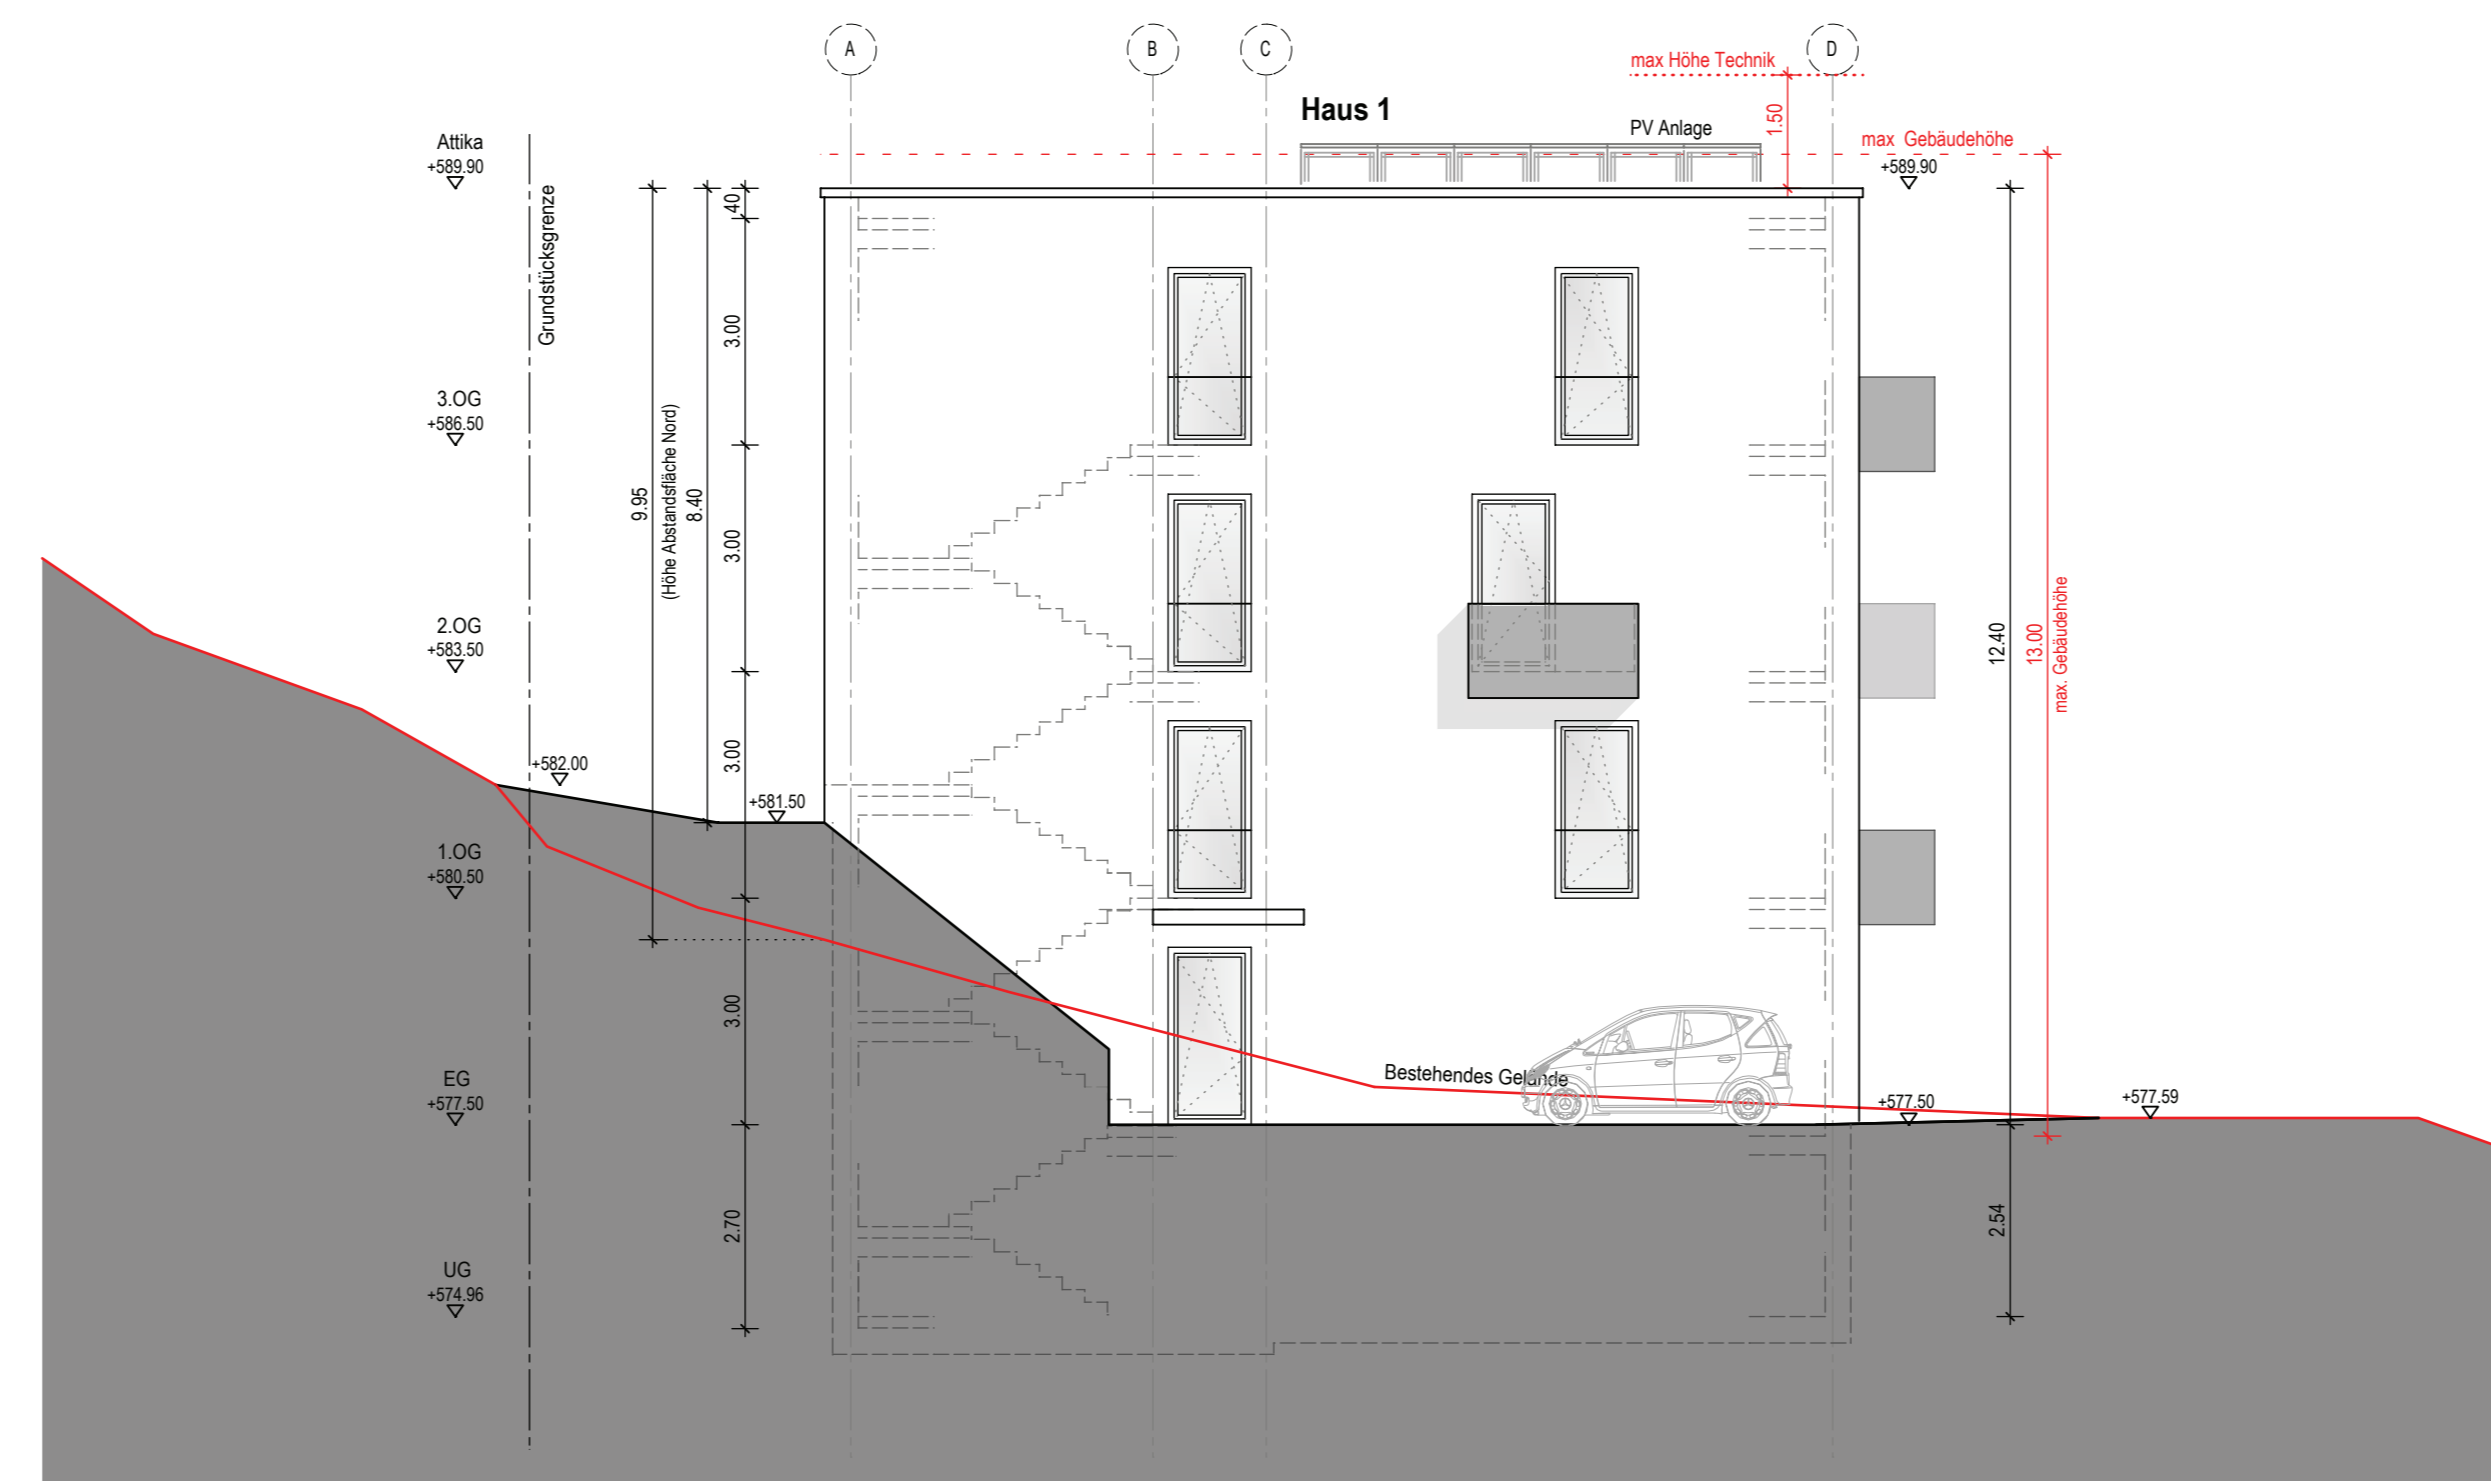 A
B
C
D
max Höhe Technik
Haus 1
1.50
PV Anlage
max Gebäudehöhe
+589.90
Attika
+589.90
Grundstücksgrenze
40
3.00
3.OG
+586.50
9.95
(Höhe Abstandsfläche Nord)
8.40
3.00
2.OG
+583.50
12.40
13.00
max. Gebäudehöhe
3.00
+582.00
+581.50
1.OG
+580.50
3.00
EG
+577.50
Bestehendes Gelände
+577.50
+577.59
2.70
2.54
UG
+574.96